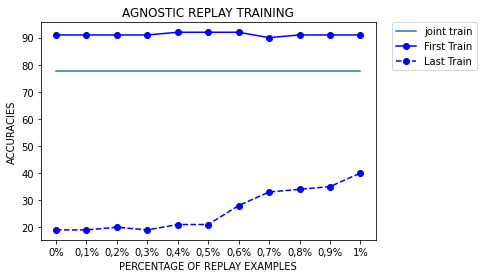 AGNOSTIC REPLAY TRAINING
joint train
First Train
Last Train
ACCURACIES
90
80
70
60
50
40
30
20
0% 0,1% 0,2% 0,3% 0,4% 0,5% 0,6% 0,7% 0,8% 0,9% 1%
PERCENTAGE OF REPLAY EXAMPLES